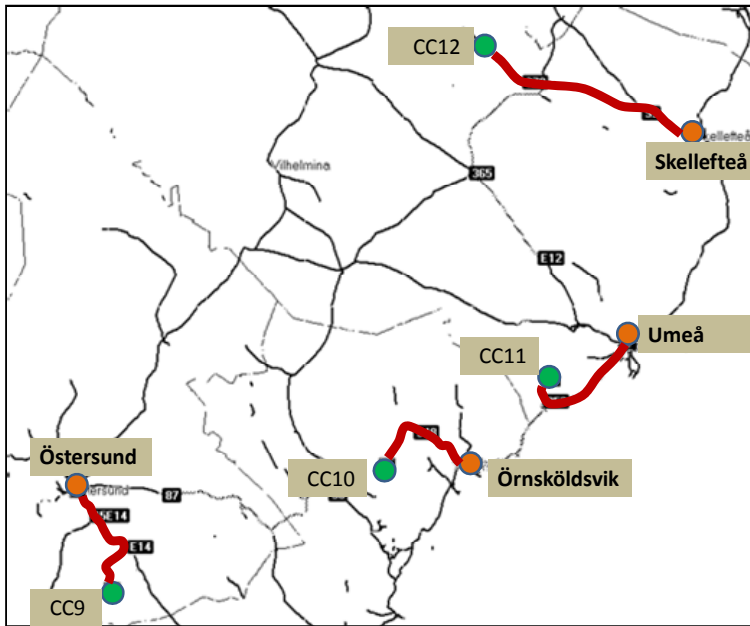 CC12
Skellefteå
Vilhelmina
365
E12
Umeå
CC11
Östersund
CC10
Örnsköldsvik
87
E14
E14
CC9